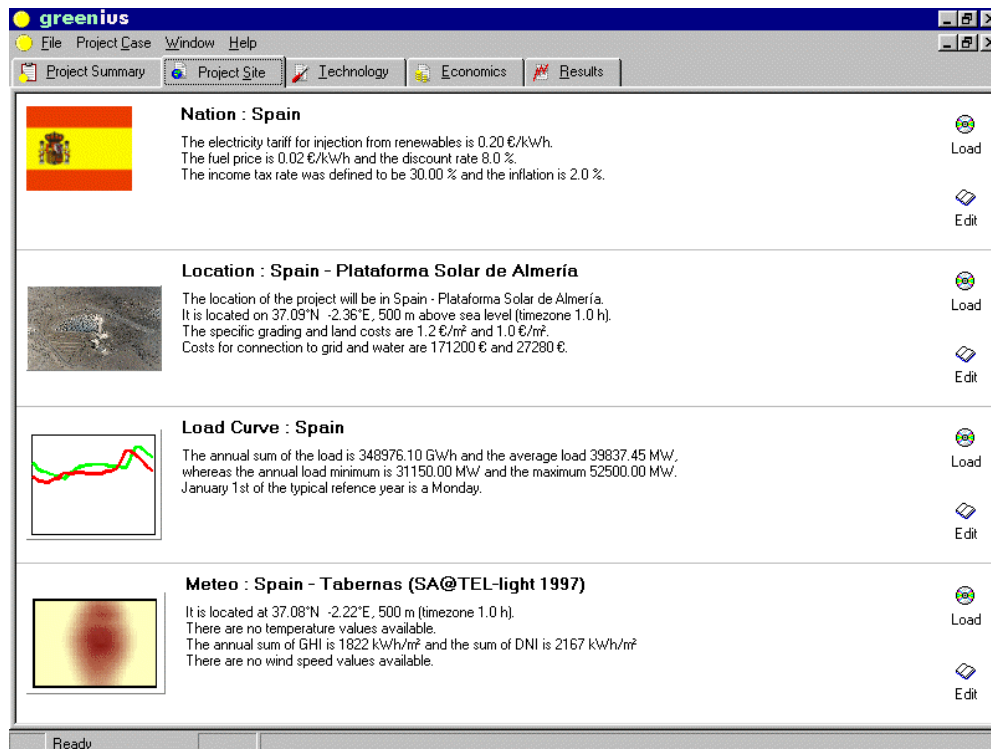 greenius
File Project Case Window Help
Project Summary Project Site Technology Economics Results
Nation : Spain
The electricity tariff for injection from renewables is 0.20 €/kWh.
The fuel price is 0.02 €/kWh and the discount rate 8.0 %.
The income tax rate was defined to be 30.00 % and the inflation is 2.0 %.
Load
Edit
Location : Spain - Plataforma Solar de Almería
The location of the project will be in Spain - Plataforma Solar de Almería.
It is located on 37.09°N -2.36°E, 500 m above sea level (timezone 1.0 h).
The specific grading and land costs are 1.2 €/m² and 1.0 €/m².
Costs for connection to grid and water are 171200 € and 27280 €.
Load
Edit
Load Curve : Spain
The annual sum of the load is 348976.10 GWh and the average load 39837.45 MW,
whereas the annual load minimum is 31150.00 MW and the maximum 52500.00 MW.
January 1st of the typical refence year is a Monday.
Load
Edit
Meteo : Spain - Tabernas (SA@TEL-light 1997)
It is located at 37.08°N -2.22°E, 500 m (timezone 1.0 h).
There are no temperature values available.
The annual sum of GHI is 1822 kWh/m² and the sum of DNI is 2167 kWh/m²
There are no wind speed values available.
Load
Edit
Ready